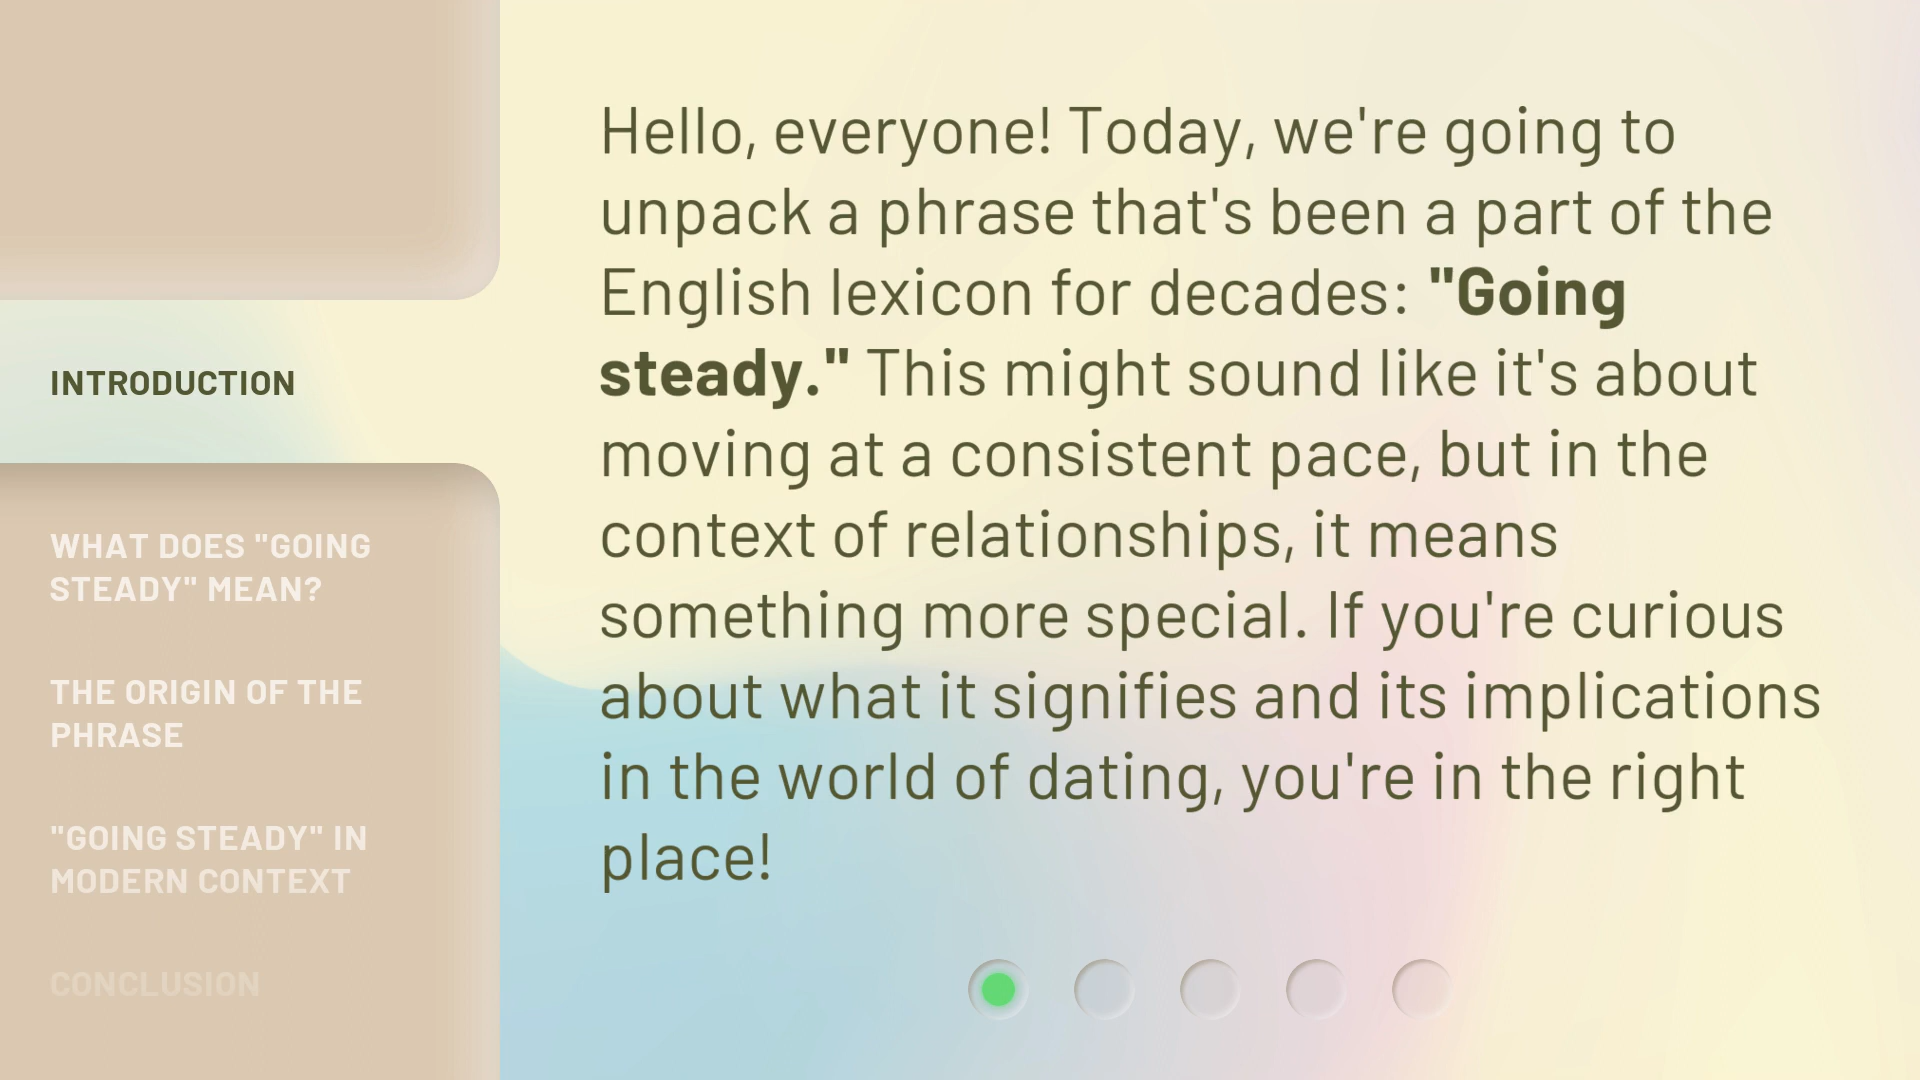 INTRODUCTION
WHAT DOES "GOING
STEADY" MEAN?
THE ORIGIN OF THE
PHRASE
"GOING STEADY" IN
MODERN CONTEXT
CONCLUSION
Hello, everyone! Today, we're going to
unpack a phrase that's been a part of the
English lexicon for decades: "Going
steady." This might sound like it's about
moving at a consistent pace, but in the
context of relationships, it means
something more special. If you're curious
about what it signifies and its implications
in the world of dating, you're in the right
place!